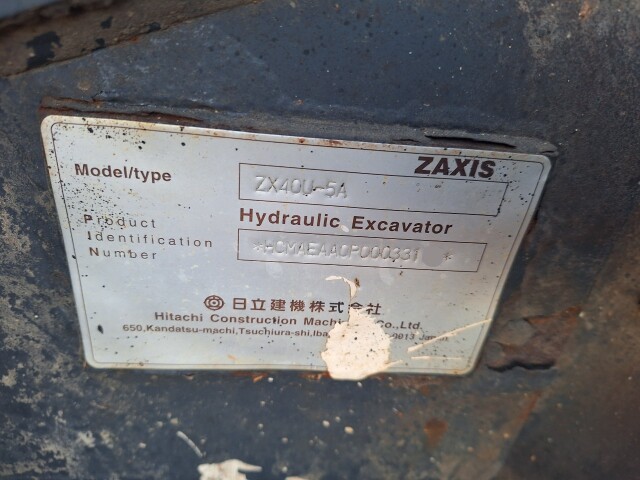 ZAXIS
Model/type ZX40U-5A
Hydraulic Excavator
Product
Identification
Number
日立建機株式会社
Hitachi Construction Co.,Ltd.
650,Kandatsu-machi,Tsuchiura-shi, Japan